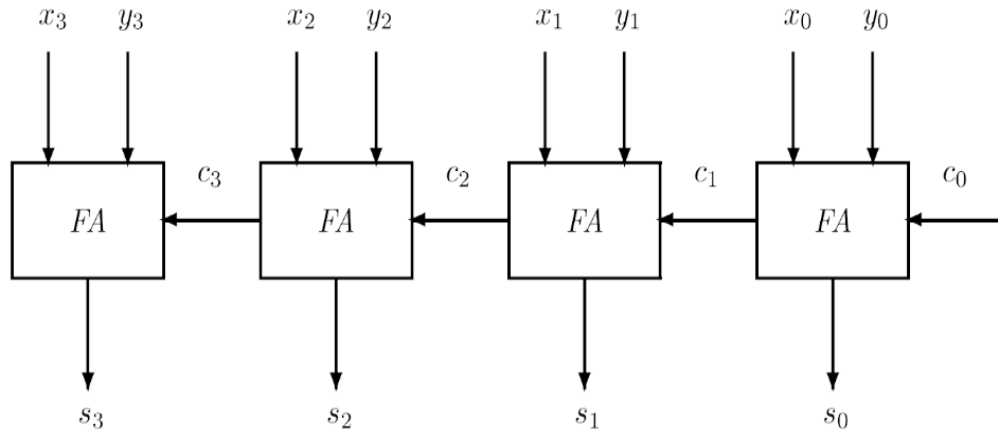 x₃ y₃ x₂ y₂ x₁ y₁ x₀ y₀
c₃ c₂ c₁ c₀
FA FA FA FA
s₃ s₂ s₁ s₀